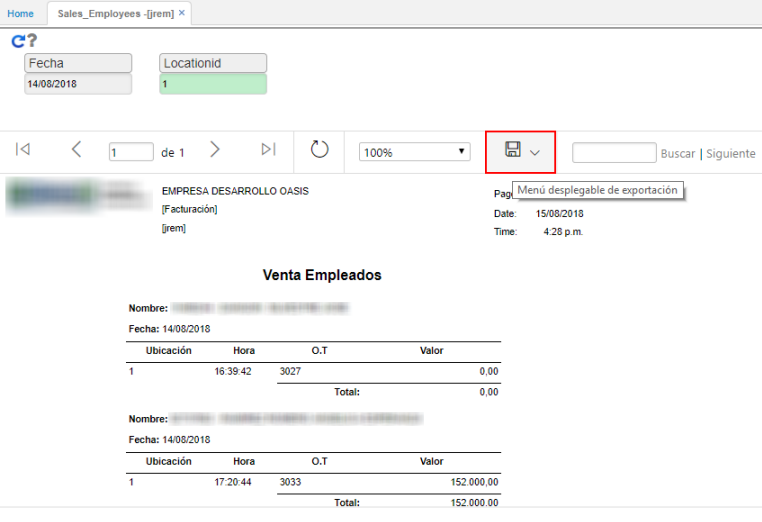 Home Sales_Employees -[jrem] ×
?
Fecha Locationid
14/08/2018 1
1 de 1 100% Buscar | Siguiente
Menú desplegable de exportación
EMPRESA DESARROLLO OASIS
[Facturación] Pag
[jrem] Date: 15/08/2018
Time: 4:28 p.m.
Venta Empleados
Nombre:
Fecha: 14/08/2018
Ubicación Hora O.T Valor
1 16:39:42 3027 0,00
Total: 0,00
Nombre:
Fecha: 14/08/2018
Ubicación Hora O.T Valor
1 17:20:44 3033 152.000,00
Total: 152.000,00